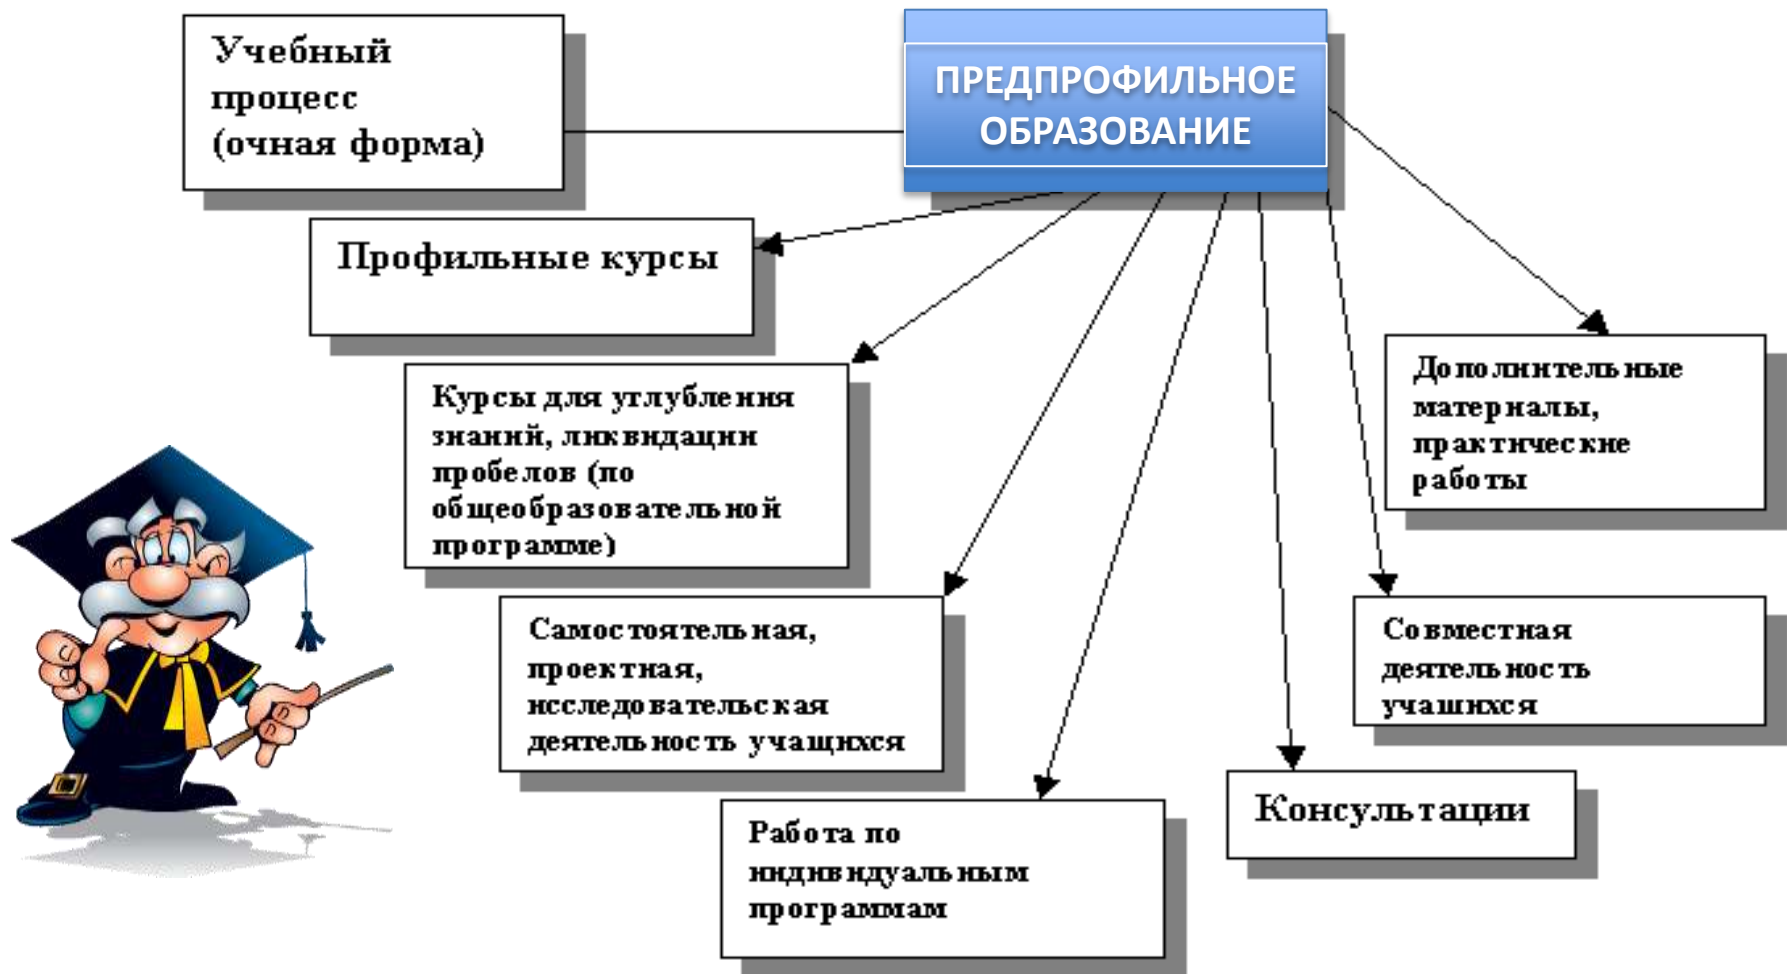 Учебный
процесс
(очная форма)
ПРЕДПРОФИЛЬНОЕ
ОБРАЗОВАНИЕ
Профильные курсы
Курсы для углубления
знаний, ликвидации
пробелов (по
общеобразовательной
программе)
Дополнительные
материалы,
практические
работы
Самостоятельная,
проектная,
исследовательская
деятельность учащихся
Совместная
деятельность
учашихся
Работа по
индивидуальным
программам
Консультации